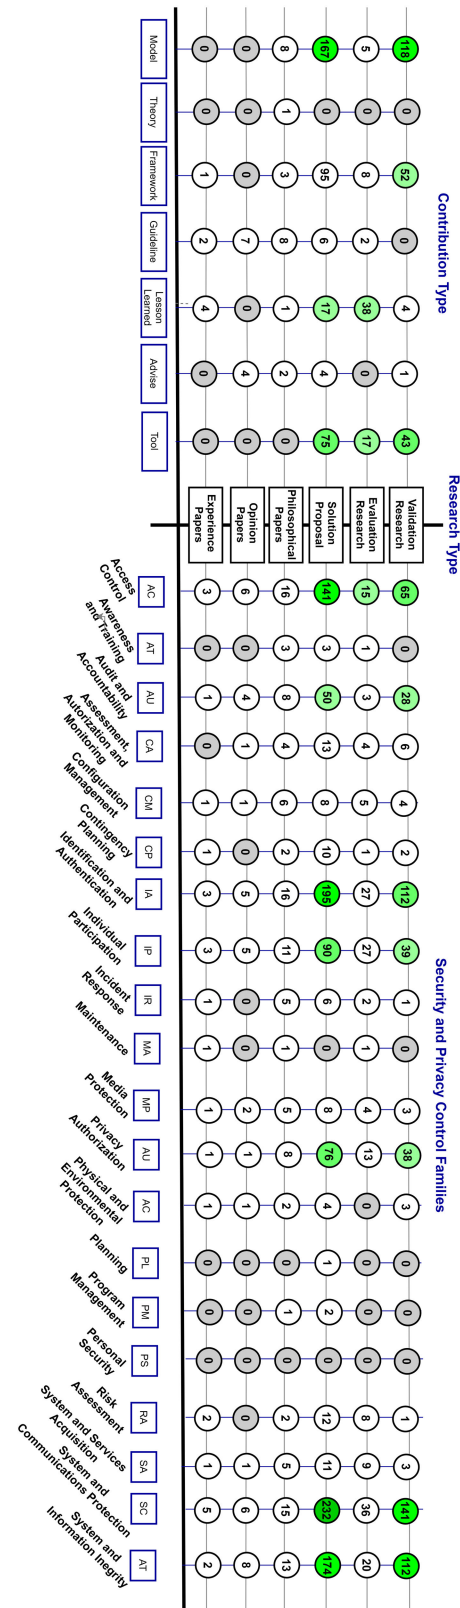 Research Type
Contribution Type
Security and Privacy Control Families
118 0 52 0 4 1 43
Validation
Research
65 0 28 6 4 2 112 39 1 0 3 38 3 0 0 0 1 3 141 112
5 0 8 2 38 0 17
Evaluation
Research
15 1 3 4 5 1 27 27 2 1 4 13 0 0 0 0 8 9 36 20
167 0 95 6 17 4 75
Solution
Proposal
141 3 50 13 8 10 195 90 6 0 8 76 4 1 2 0 12 11 232 174
8 1 3 8 1 2 0
Philosophical
Papers
16 3 8 4 6 2 16 11 5 1 5 8 2 0 1 0 2 5 15 13
0 0 0 7 0 4 0
Opinion
Papers
6 0 4 1 1 0 5 5 0 0 2 1 1 0 0 0 0 1 6 8
0 0 1 2 4 0 0
Experience
Papers
3 0 1 0 1 1 3 3 1 1 1 1 1 0 0 0 2 1 5 2
Model
Theory
Framework
Guideline
Lesson
Learned
Advise
Tool
AC AT AU CA CM CP IA IP IR MA MP AU AC PL PM PS RA SA SC AT
Access
Control
Awareness
and Training
Audit and
Accountability
Assessment,
Autorization and
Monitoring
Configuration
Management
Contingency
Planning
Identification and
Authentication
Individual
Participation
Incident
Response
Maintenance
Media
Protection
Privacy
Authorization
Physical and
Environmental
Protection
Planning
Program
Management
Personal
Security
Risk
Assessment
System and Services
Acquisition
System and
Communications Protection
System and
Information Inegrity